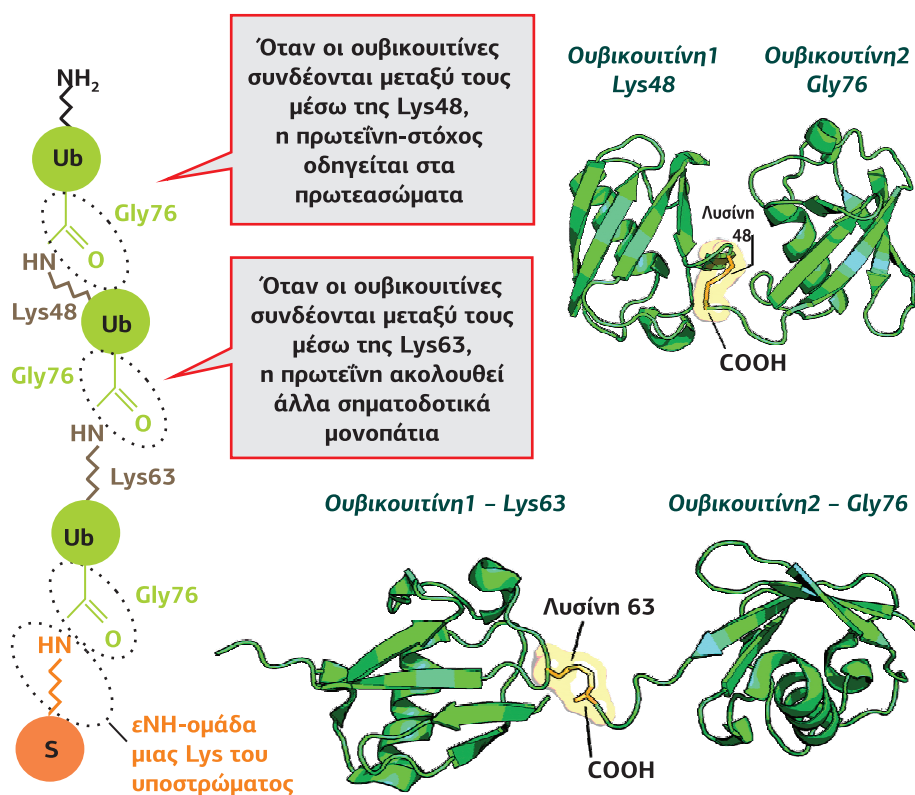 Όταν οι ουβικουιτίνες
συνδέονται μεταξύ τους
μέσω της Lys48,
η πρωτεΐνη-στόχος
οδηγείται στα
πρωτεασώματα
Ουβικουιτίνη1
Lys48
Ουβικουτίνη2
Gly76
NH2
Ub
Gly76
O
HN
Lys48
Λυσίνη
48
COOH
Όταν οι ουβικουιτίνες
συνδέονται μεταξύ τους
μέσω της Lys63,
η πρωτεΐνη ακολουθεί
άλλα σηματοδοτικά
μονοπάτια
Ub
Gly76
O
HN
Lys63
Ουβικουιτίνη1 – Lys63
Ουβικουιτίνη2 – Gly76
Ub
Gly76
O
HN
Λυσίνη 63
COOH
S
εNH-ομάδα
μιας Lys του
υποστρώματος